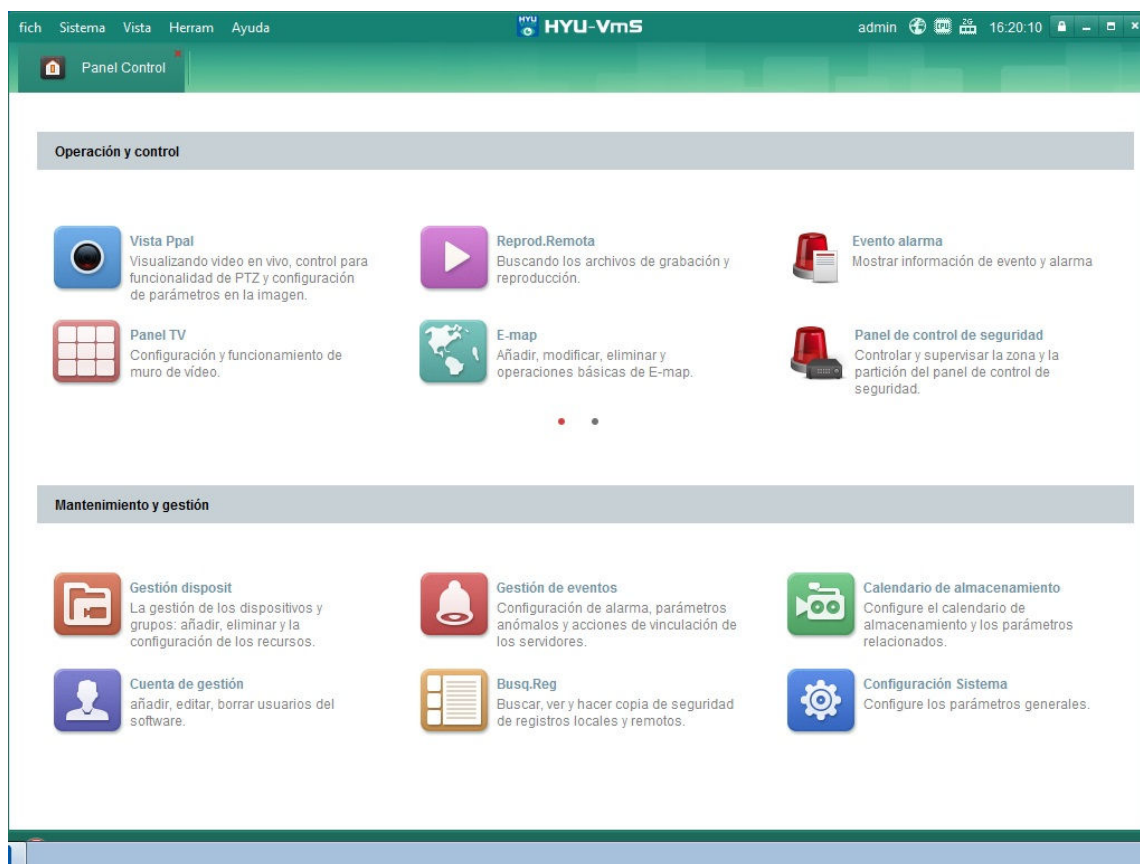 fich Sistema Vista Herram Ayuda
HYU HYU-VmS
admin CPU 2G 16:20:10
Panel Control
Operación y control
Vista Ppal
Visualizando video en vivo, control para
funcionalidad de PTZ y configuración
de parámetros en la imagen.
Reprod.Remota
Buscando los archivos de grabación y
reproducción.
Evento alarma
Mostrar información de evento y alarma
Panel TV
Configuración y funcionamiento de
muro de vídeo.
E-map
Añadir, modificar, eliminar y
operaciones básicas de E-map.
Panel de control de seguridad
Controlar y supervisar la zona y la
partición del panel de control de
seguridad.
Mantenimiento y gestión
Gestión disposit
La gestión de los dispositivos y
grupos: añadir, eliminar y la
configuración de los recursos.
Gestión de eventos
Configuración de alarma, parámetros
anómalos y acciones de vinculación de
los servidores.
Calendario de almacenamiento
Configure el calendario de
almacenamiento y los parámetros
relacionados.
Cuenta de gestión
añadir, editar, borrar usuarios del
software.
Busq.Reg
Buscar, ver y hacer copia de seguridad
de registros locales y remotos.
Configuración Sistema
Configure los parámetros generales.